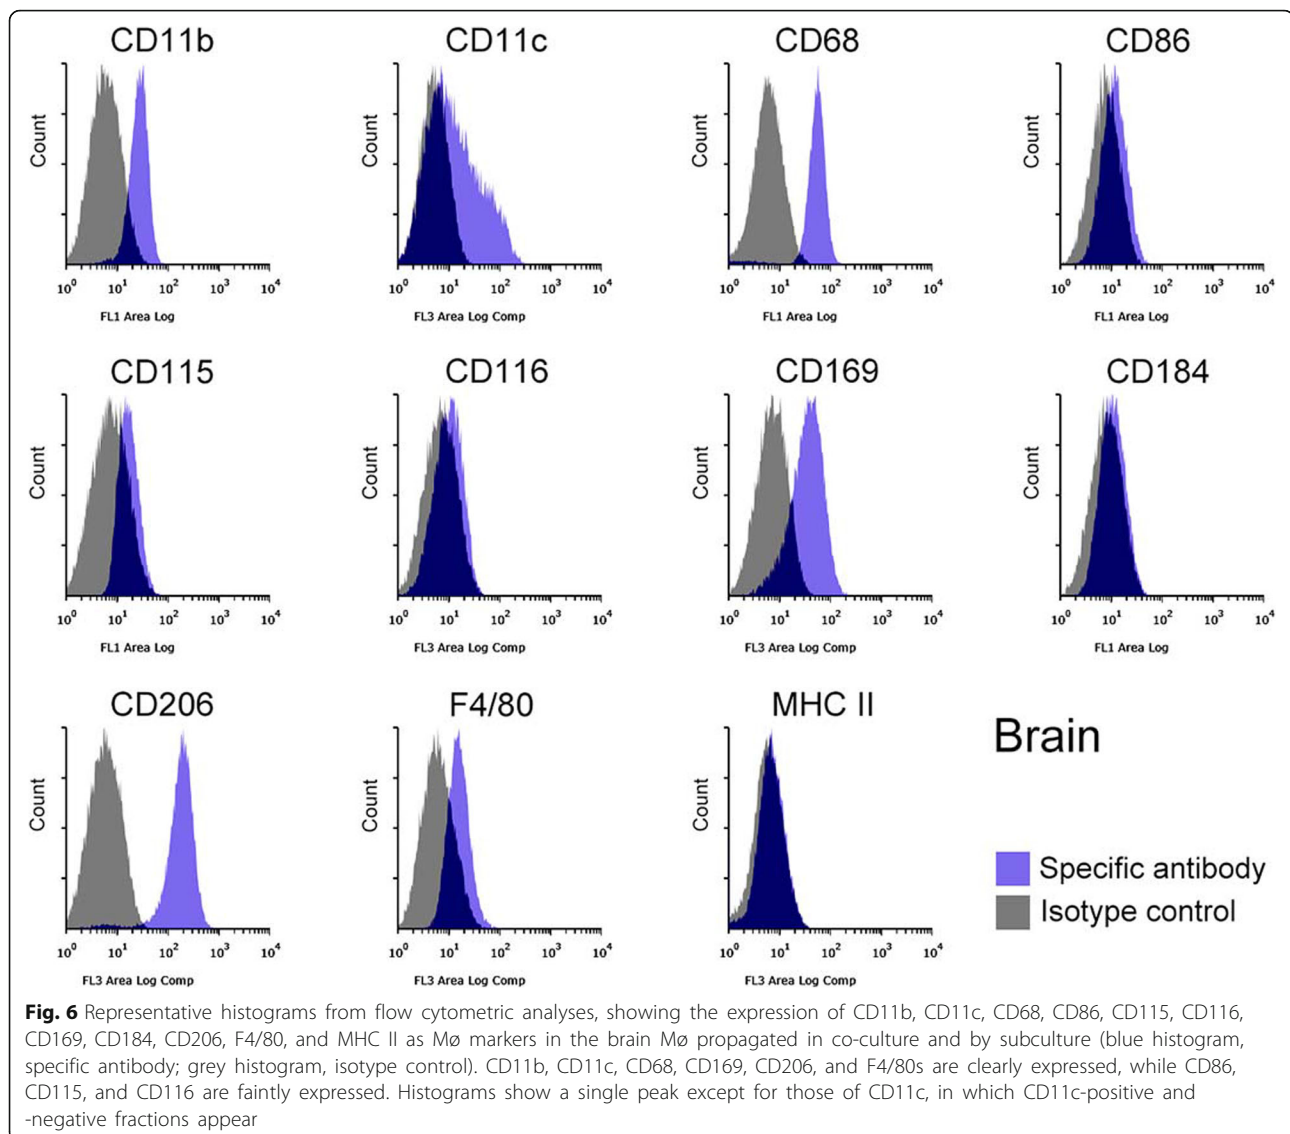 CD11b CD11c CD68 CD86
Count Count Count Count
10⁰ 10¹ 10² 10³ 10⁴ 10⁰ 10¹ 10² 10³ 10⁴ 10⁰ 10¹ 10² 10³ 10⁴ 10⁰ 10¹ 10² 10³ 10⁴
FL1 Area Log FL3 Area Log Comp FL1 Area Log FL1 Area Log
CD115 CD116 CD169 CD184
Count Count Count Count
10⁰ 10¹ 10² 10³ 10⁴ 10⁰ 10¹ 10² 10³ 10⁴ 10⁰ 10¹ 10² 10³ 10⁴ 10⁰ 10¹ 10² 10³ 10⁴
FL1 Area Log FL3 Area Log Comp FL3 Area Log Comp FL1 Area Log
CD206 F4/80 MHC II
Count Count Count
10⁰ 10¹ 10² 10³ 10⁴ 10⁰ 10¹ 10² 10³ 10⁴ 10⁰ 10¹ 10² 10³ 10⁴
FL3 Area Log Comp FL3 Area Log Comp FL3 Area Log Comp
Brain
Specific antibody
Isotype control
Fig. 6 Representative histograms from flow cytometric analyses, showing the expression of CD11b, CD11c, CD68, CD86, CD115, CD116,
CD169, CD184, CD206, F4/80, and MHC II as Mø markers in the brain Mø propagated in co-culture and by subculture (blue histogram,
specific antibody; grey histogram, isotype control). CD11b, CD11c, CD68, CD169, CD206, and F4/80s are clearly expressed, while CD86,
CD115, and CD116 are faintly expressed. Histograms show a single peak except for those of CD11c, in which CD11c-positive and
-negative fractions appear